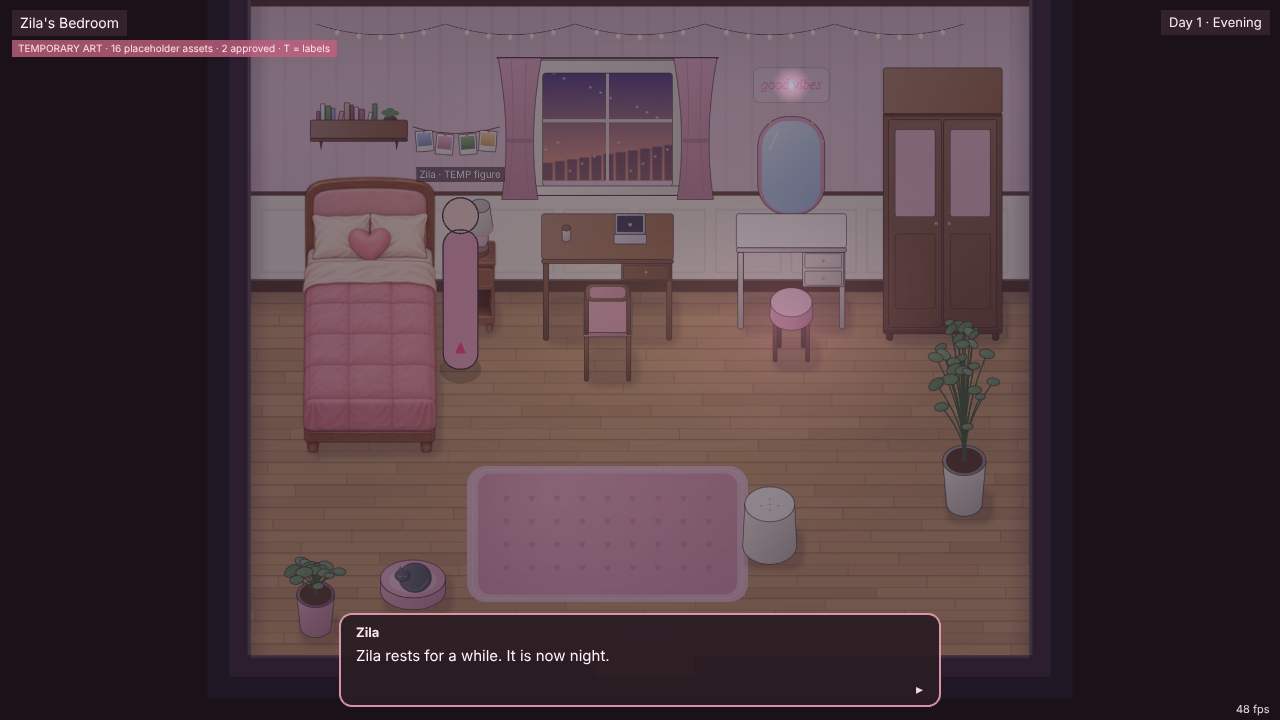 Zila's Bedroom
Day 1 · Evening
TEMPORARY ART · 16 placeholder assets · 2 approved · T = labels
good vibes
Zila · TEMP figure
Zila
Zila rests for a while. It is now night.
48 fps